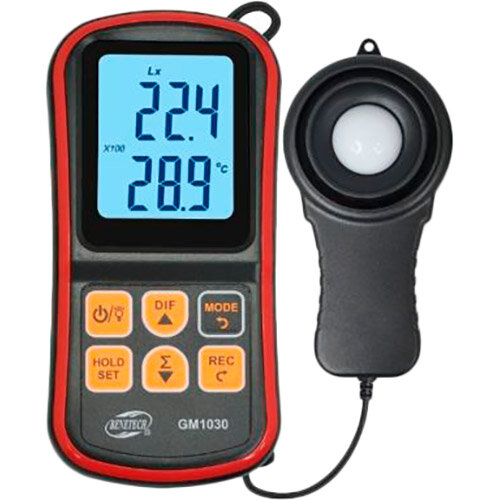 Lx
22.4
X100
28.9 °C
⏻/ DIF MODE
HOLD SET Σ REC
BENETECH GM1030